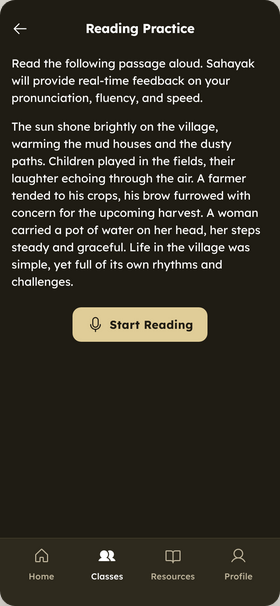 Reading Practice
Read the following passage aloud. Sahayak
will provide real-time feedback on your
pronunciation, fluency, and speed.
The sun shone brightly on the village,
warming the mud houses and the dusty
paths. Children played in the fields, their
laughter echoing through the air. A farmer
tended to his crops, his brow furrowed with
concern for the upcoming harvest. A woman
carried a pot of water on her head, her steps
steady and graceful. Life in the village was
simple, yet full of its own rhythms and
challenges.
Start Reading
Home Classes Resources Profile